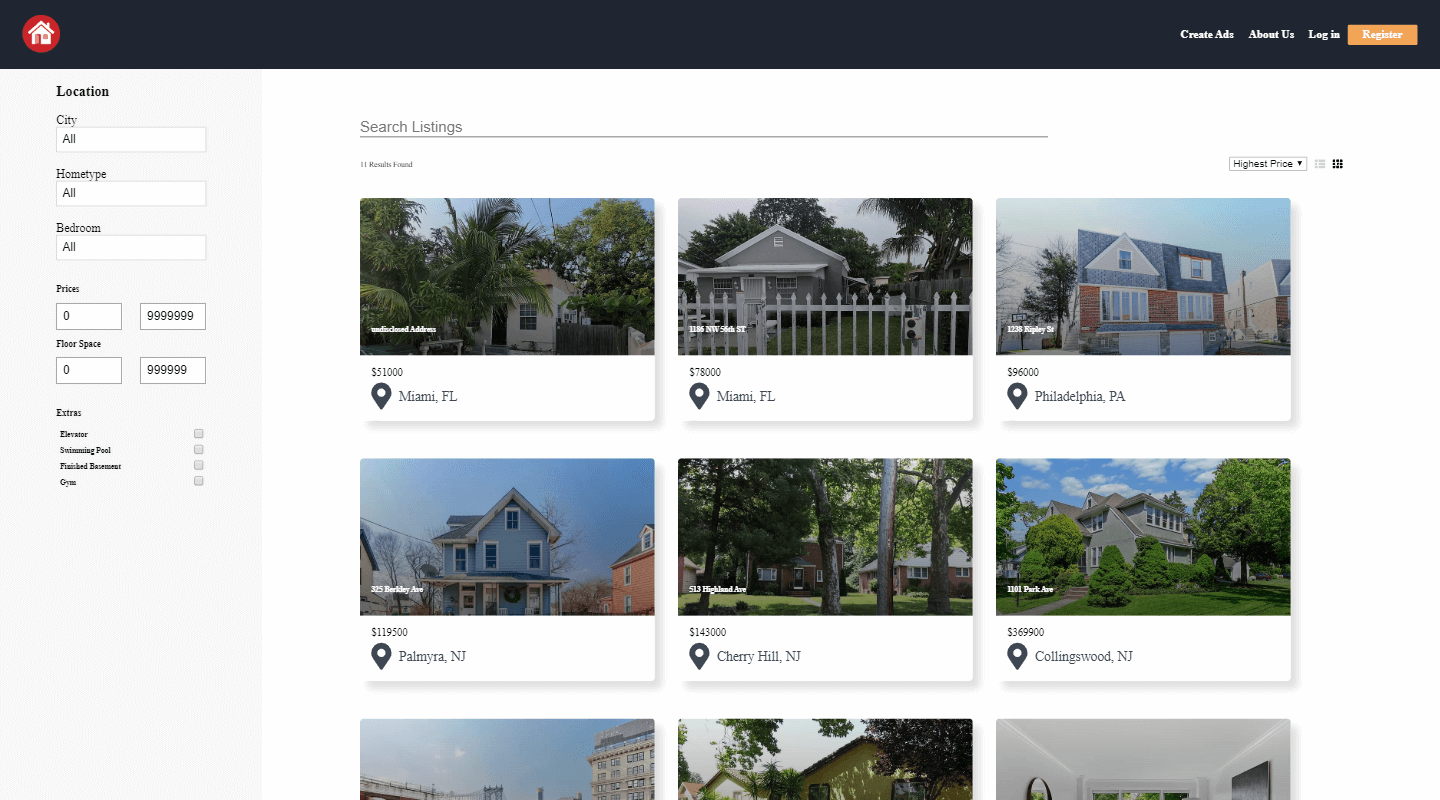 Create Ads About Us Log in Register
Location
City
All
Hometype
All
Bedroom
All
Prices
0 9999999
Floor Space
0 999999
Extras
Elevator
Swimming Pool
Finished Basement
Gym
Search Listings
11 Results Found
Highest Price
undisclosed Address
1186 NW 56th ST
1238 Ripley St
$51000
$78000
$96000
Miami, FL
Miami, FL
Philadelphia, PA
325 Berkley Ave
513 Highland Ave
1101 Park Ave
$119500
$143000
$369900
Palmyra, NJ
Cherry Hill, NJ
Collingswood, NJ